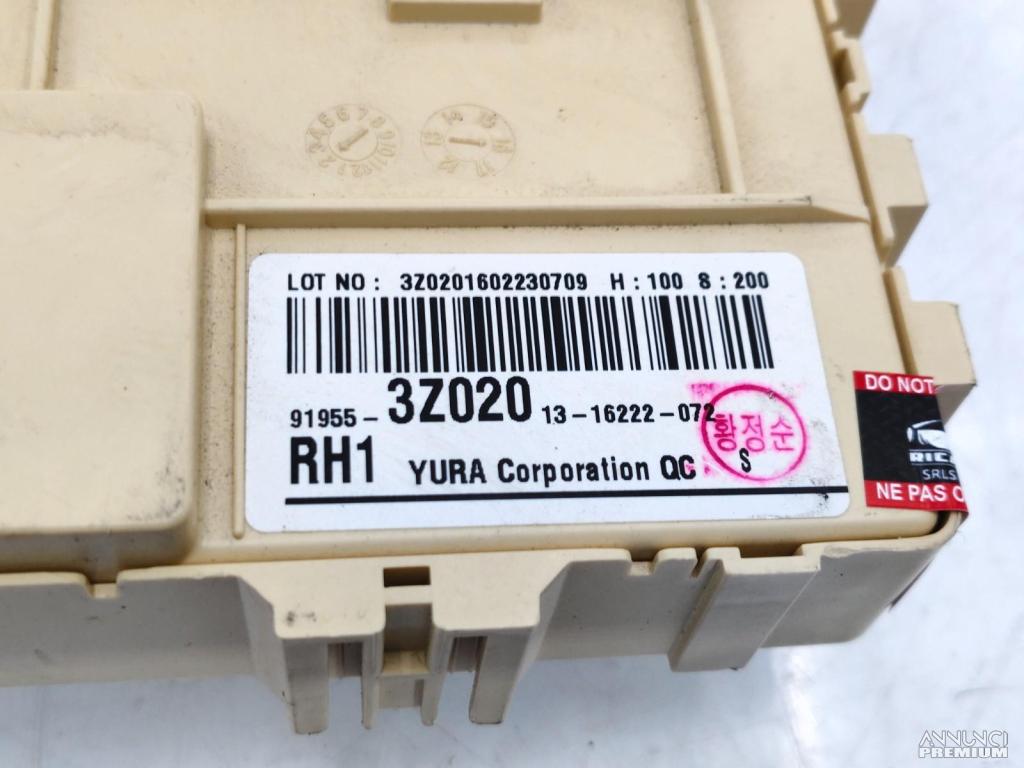 LOT NO : 3Z0201602230709 H : 100 8 : 200
91955 - 3Z020 13 - 16222 - 072
RH1 YURA Corporation QC S
황정순
DO NOT
NE PAS
SRLS
ANNUNCI
PREMIUM